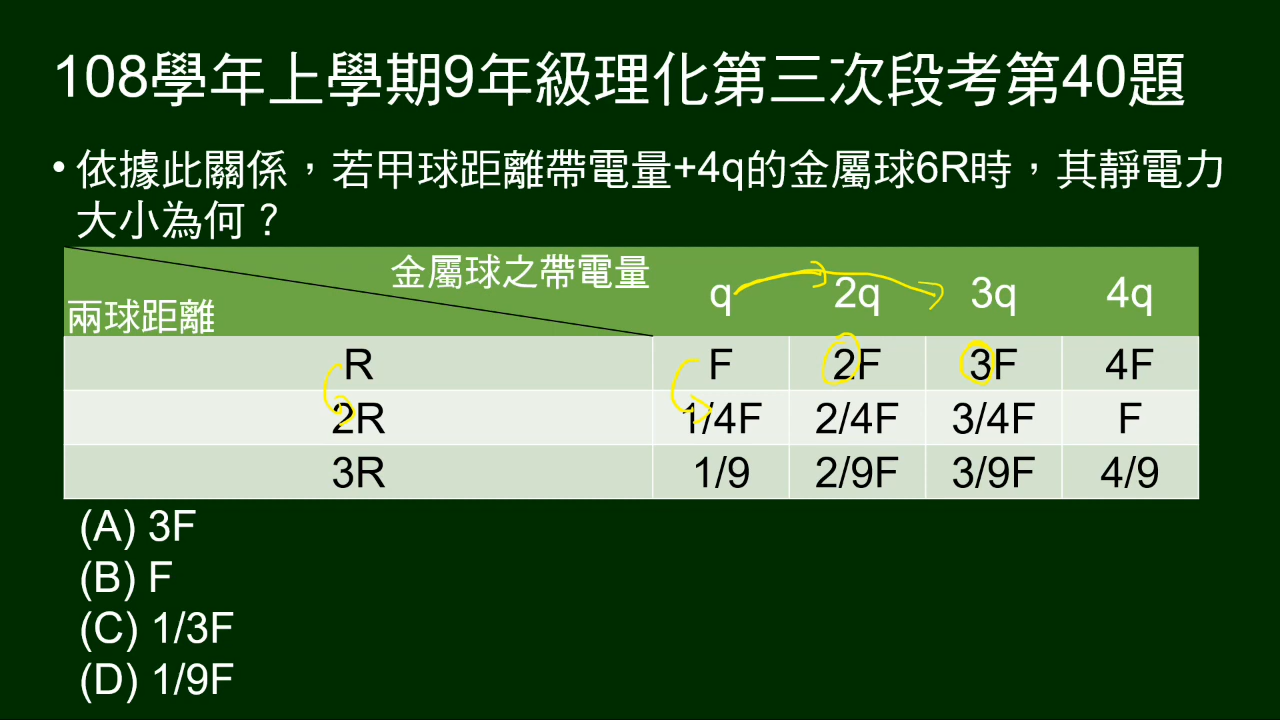 108學年上學期9年級理化第三次段考第40題
• 依據此關係，若甲球距離帶電量+4q的金屬球6R時，其靜電力
大小為何？
金屬球之帶電量
兩球距離
q 2q 3q 4q
R F 2F 3F 4F
2R 1/4F 2/4F 3/4F F
3R 1/9 2/9F 3/9F 4/9
(A) 3F
(B) F
(C) 1/3F
(D) 1/9F